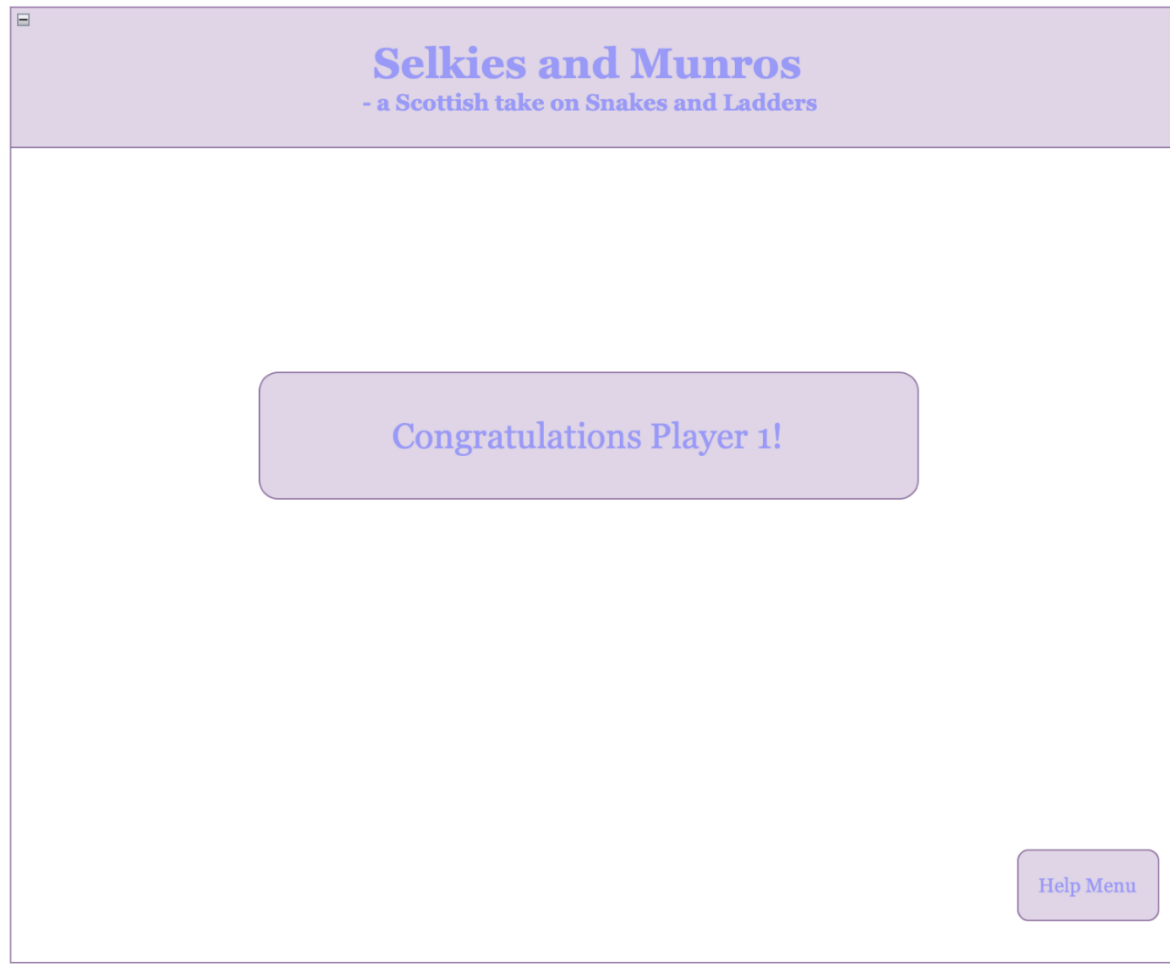 Selkies and Munros
- a Scottish take on Snakes and Ladders
Congratulations Player 1!
Help Menu